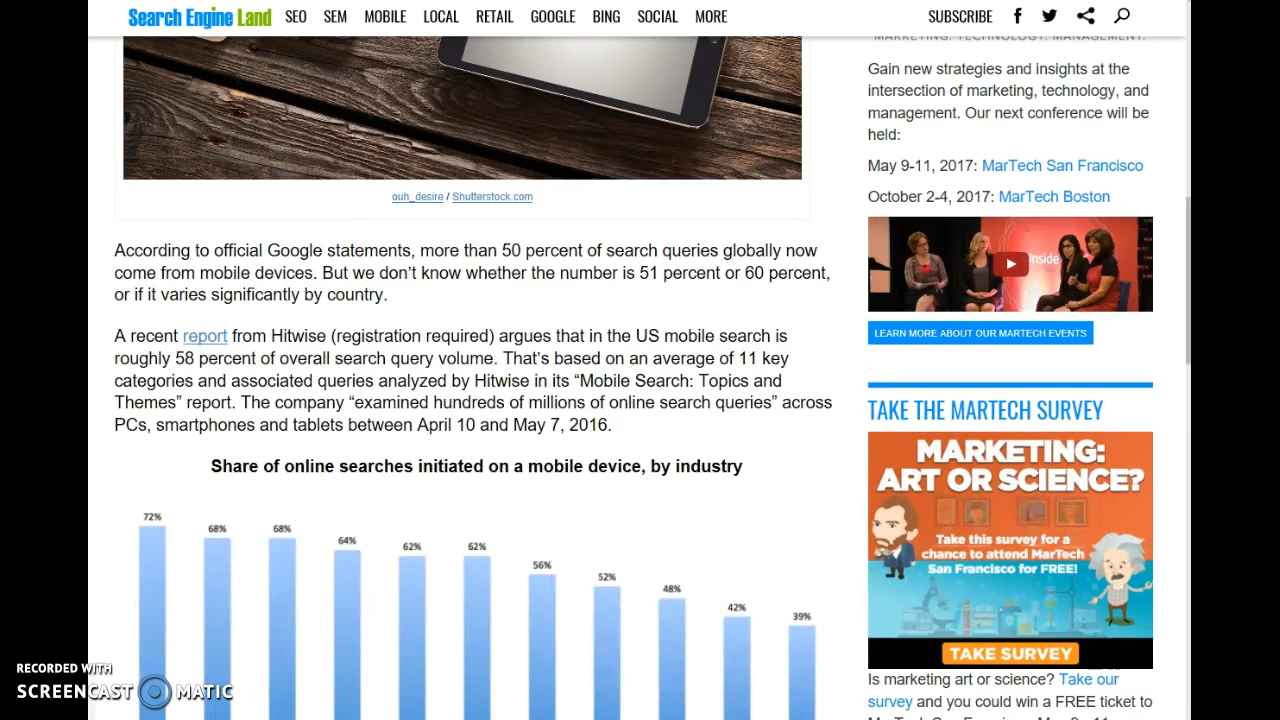 Search Engine Land SEO SEM MOBILE LOCAL RETAIL GOOGLE BING SOCIAL MORE SUBSCRIBE
ouh_desire / Shutterstock.com
According to official Google statements, more than 50 percent of search queries globally now
come from mobile devices. But we don’t know whether the number is 51 percent or 60 percent,
or if it varies significantly by country.
A recent report from Hitwise (registration required) argues that in the US mobile search is
roughly 58 percent of overall search query volume. That’s based on an average of 11 key
categories and associated queries analyzed by Hitwise in its “Mobile Search: Topics and
Themes” report. The company “examined hundreds of millions of online search queries” across
PCs, smartphones and tablets between April 10 and May 7, 2016.
Share of online searches initiated on a mobile device, by industry
72%
68%
68%
64%
62%
62%
56%
52%
48%
42%
39%
MARKETING. TECHNOLOGY. MANAGEMENT.
Gain new strategies and insights at the
intersection of marketing, technology, and
management. Our next conference will be
held:
May 9-11, 2017: MarTech San Francisco
October 2-4, 2017: MarTech Boston
Inside
LEARN MORE ABOUT OUR MARTECH EVENTS
TAKE THE MARTECH SURVEY
MARKETING:
ART OR SCIENCE?
Take this survey for a
chance to attend MarTech
San Francisco for FREE!
TAKE SURVEY
Is marketing art or science? Take our
survey and you could win a FREE ticket to
RECORDED WITH
SCREENCAST MATIC